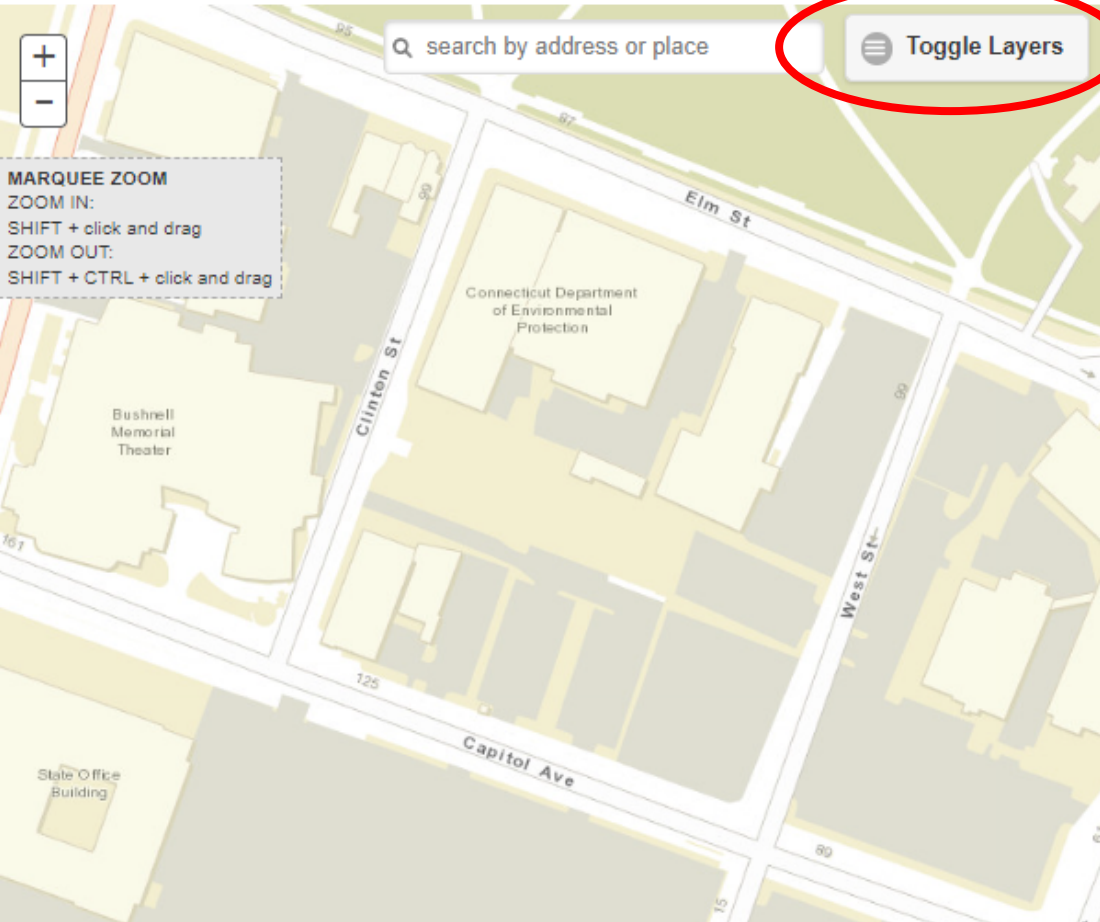 +
−
search by address or place
Toggle Layers
MARQUEE ZOOM
ZOOM IN:
SHIFT + click and drag
ZOOM OUT:
SHIFT + CTRL + click and drag
95
97
99
Elm St
Connecticut Department
of Environmental
Protection
Clinton St
99
Bushnell
Memorial
Theater
161
West St
125
Capitol Ave
State Office
Building
89
15